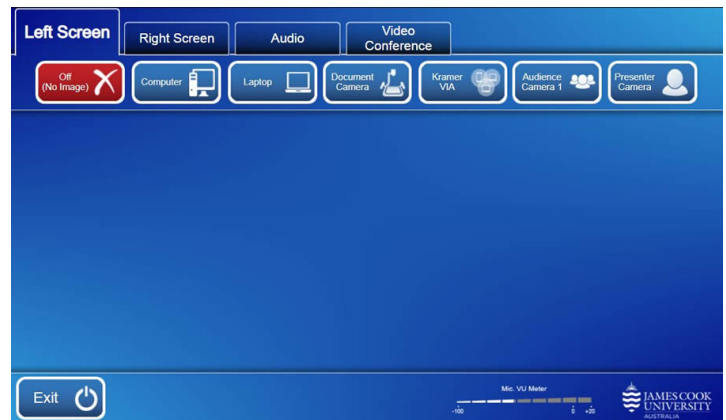 Left Screen
Right Screen
Audio
Video
Conference
Off
(No Image)
Computer
Laptop
Document
Camera
Kramer
VIA
Audience
Camera 1
Presenter
Camera
Exit
Mic. VU Meter
-100
0
+20
JAMES COOK
UNIVERSITY
AUSTRALIA